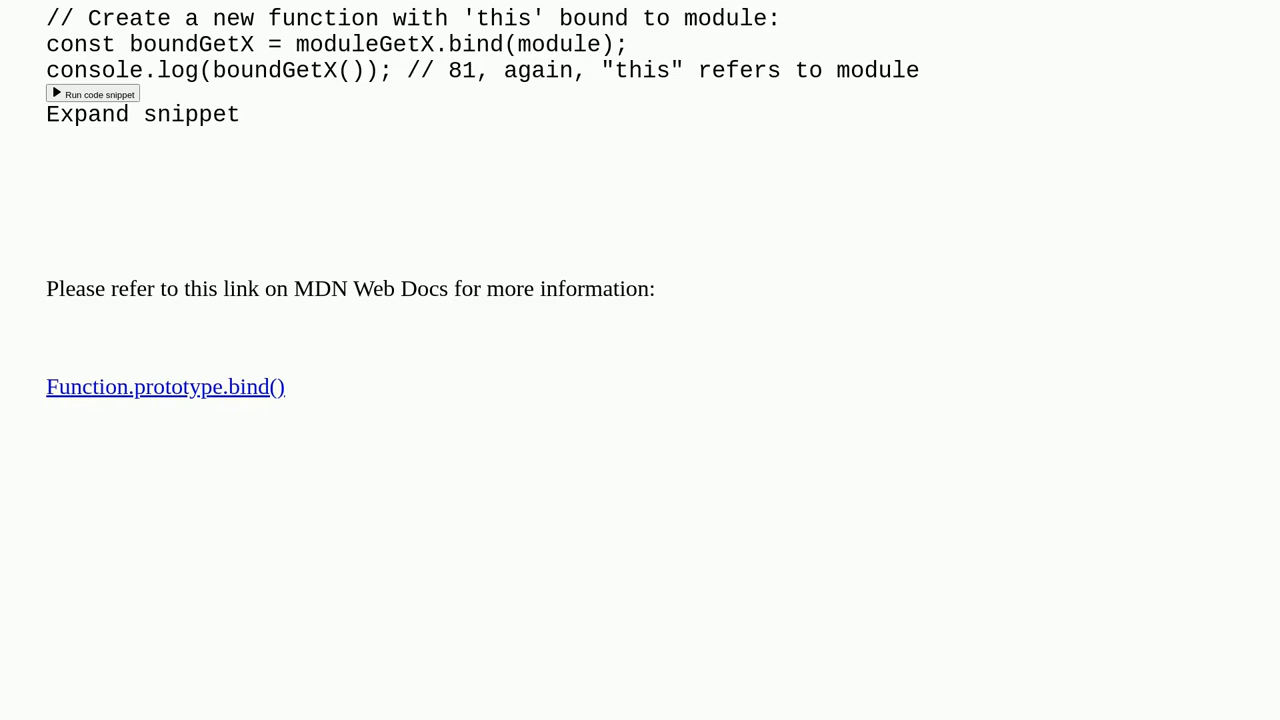 // Create a new function with 'this' bound to module:
const boundGetX = moduleGetX.bind(module);
console.log(boundGetX()); // 81, again, "this" refers to module
Run code snippet
Expand snippet
Please refer to this link on MDN Web Docs for more information:
Function.prototype.bind()